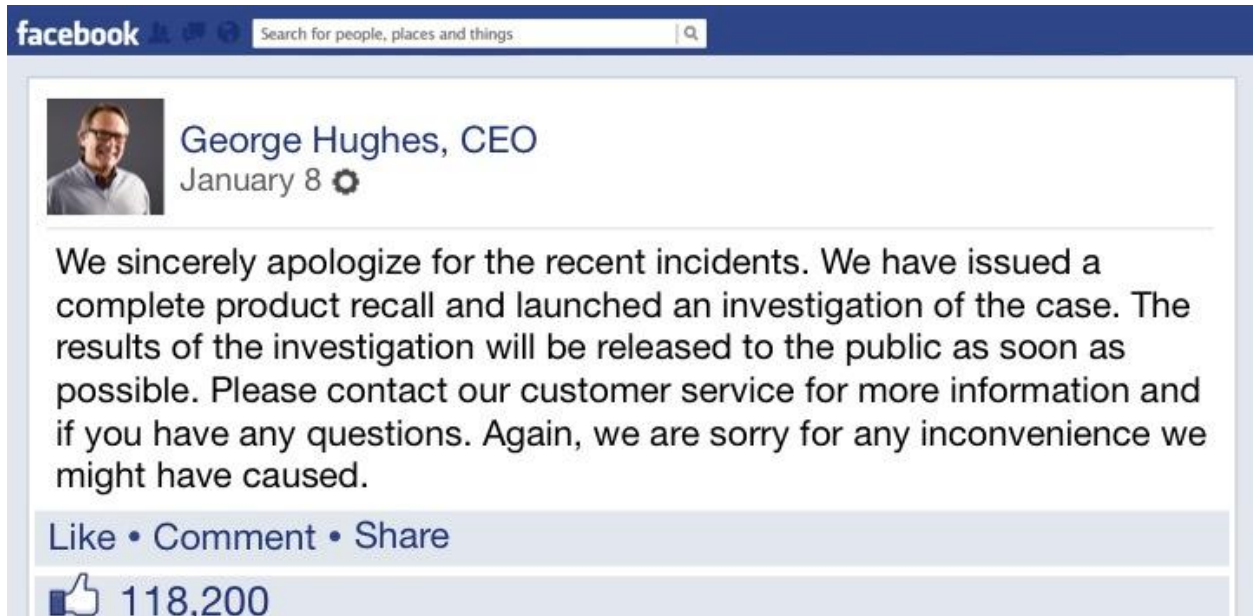 facebook Search for people, places and things
George Hughes, CEO
January 8
We sincerely apologize for the recent incidents. We have issued a
complete product recall and launched an investigation of the case. The
results of the investigation will be released to the public as soon as
possible. Please contact our customer service for more information and
if you have any questions. Again, we are sorry for any inconvenience we
might have caused.
Like • Comment • Share
118,200